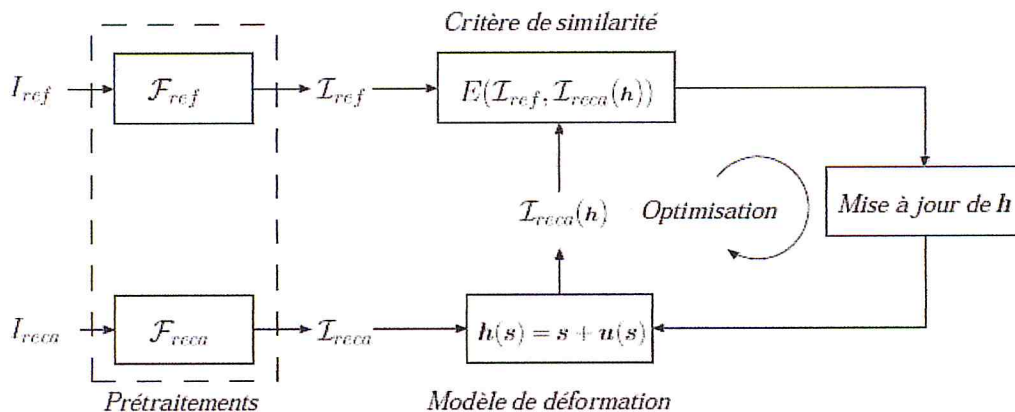 Critère de similarité
I_ref
F_ref
I_ref
E(I_ref, I_reca(h))
I_reca(h)
Optimisation
Mise à jour de h
I_reca
F_reca
I_reca
h(s) = s + u(s)
Prétraitements
Modèle de déformation